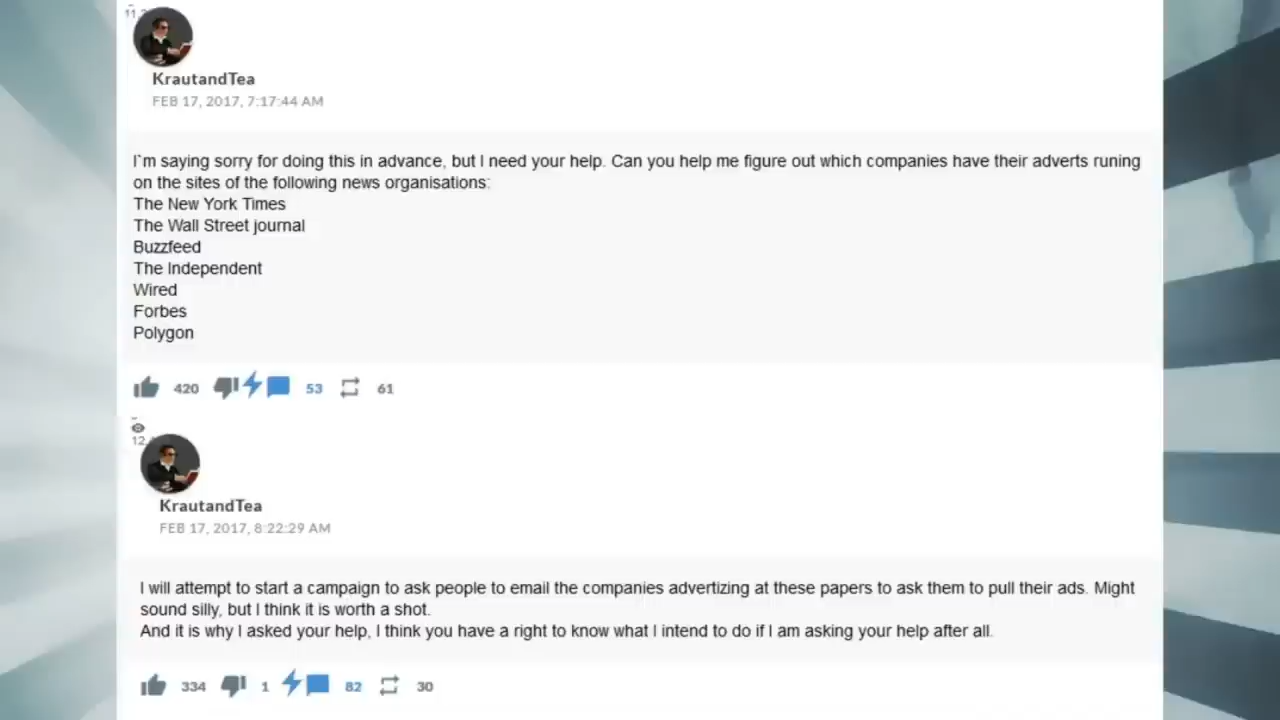 KrautandTea
FEB 17, 2017, 7:17:44 AM
I`m saying sorry for doing this in advance, but I need your help. Can you help me figure out which companies have their adverts runing
on the sites of the following news organisations:
The New York Times
The Wall Street journal
Buzzfeed
The Independent
Wired
Forbes
Polygon
420 53 61
KrautandTea
FEB 17, 2017, 8:22:29 AM
I will attempt to start a campaign to ask people to email the companies advertizing at these papers to ask them to pull their ads. Might
sound silly, but I think it is worth a shot.
And it is why I asked your help, I think you have a right to know what I intend to do if I am asking your help after all.
334 1 82 30